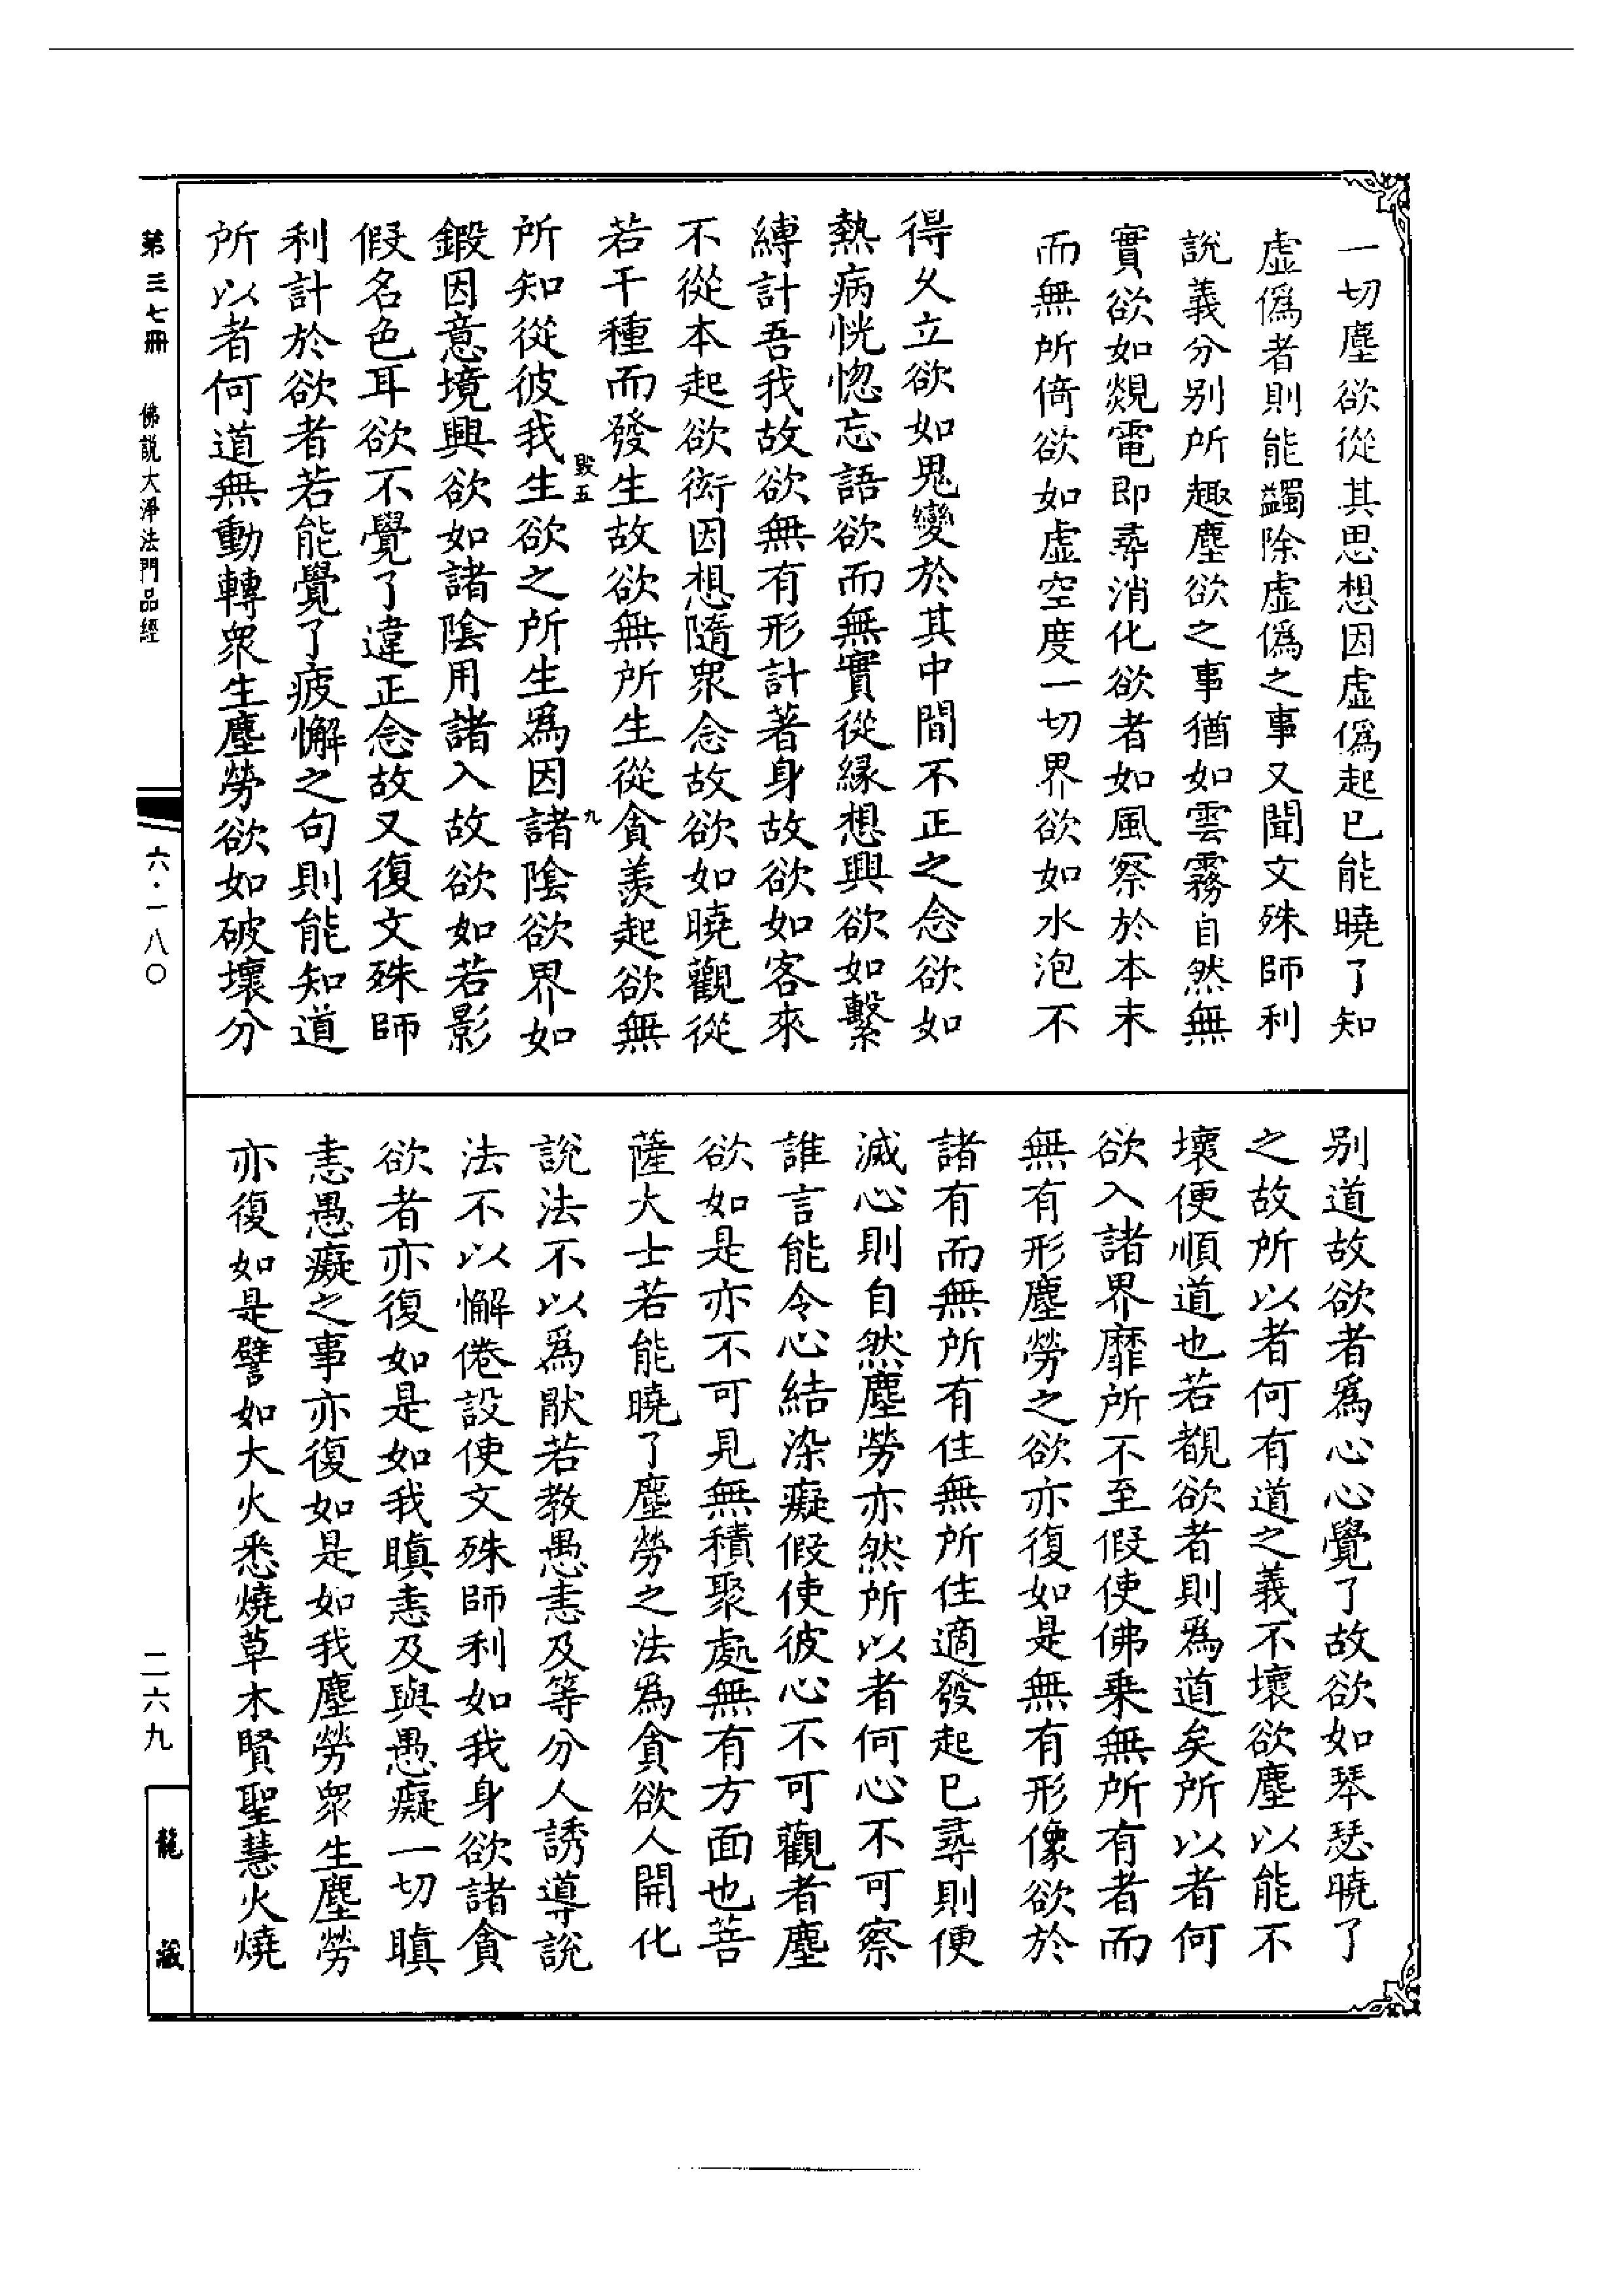 一切塵欲從其思想因虛僞起已能曉了知
虛僞者則能蠲除虛僞之事又聞文殊師利
說義分别所趣塵欲之事猶如雲霧自然無
實欲如覢電即尋消化欲者如風察於本末
而無所倚欲如虛空度一切界欲如水泡不
得久立欲如鬼變於其中間不正之念欲如
熱病恍惚忘語欲而無實從緣想興欲如繫
縛計吾我故欲無有形計著身故欲如客來
不從本起欲衒因想隨衆念故欲如曉觀從
若干種而發生故欲無所生從貪羨起欲無
所知從彼我生欲之所生爲因諸陰欲界如
毀五
九
鍛因意境興欲如諸陰用諸入故欲如若影
假名色耳欲不覺了違正念故又復文殊師
利計於欲者若能覺了疲懈之句則能知道
所以者何道無動轉衆生塵勞欲如破壞分
别道故欲者爲心心覺了故欲如琴瑟曉了
之故所以者何有道之義不壞欲塵以能不
壞便順道也若覩欲者則爲道矣所以者何
欲入諸界靡所不至假使佛乘無所有者而
無有形塵勞之欲亦復如是無有形像欲於
諸有而無所有住無所住適發起已尋則便
滅心則自然塵勞亦然所以者何心不可察
誰言能令心結染癡假使彼心不可觀者塵
欲如是亦不可見無積聚處無有方面也菩
薩大士若能曉了塵勞之法爲貪欲人開化
說法不以爲猒若教愚恚及等分人誘導說
法不以懈倦設使文殊師利如我身欲諸貪
欲者亦復如是如我瞋恚及與愚癡一切瞋
恚愚癡之事亦復如是如我塵勞衆生塵勞
亦復如是譬如大火悉燒草木賢聖慧火燒
第三七冊
佛説大淨法門品經
六·一八〇
二六九
龍藏